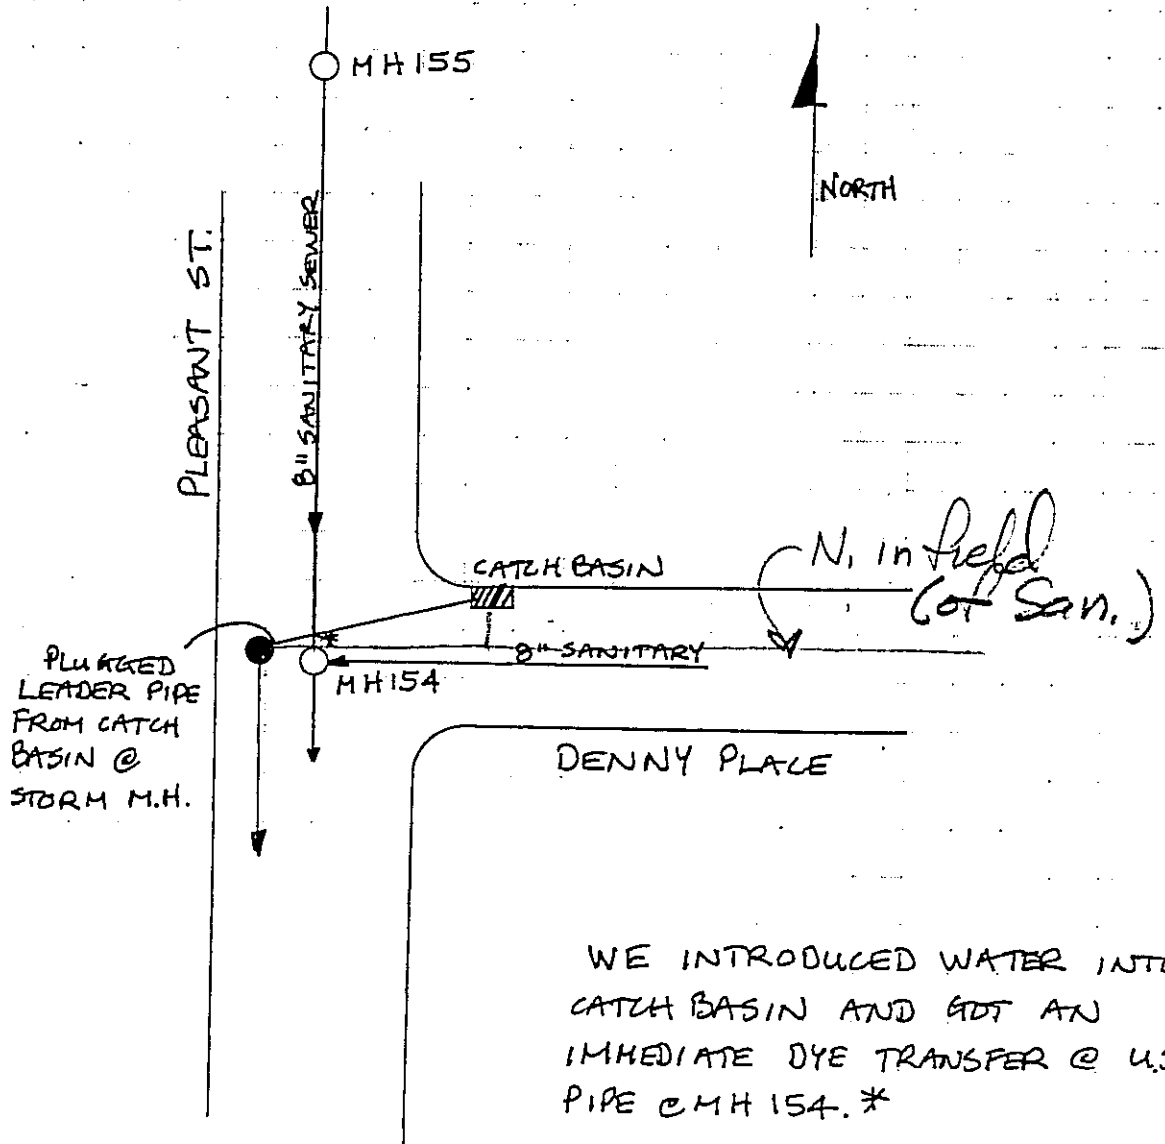 MH155
NORTH
PLEASANT ST.
8" SANITARY SEWER
N. in field
(of San.)
CATCH BASIN
*
8" SANITARY
MH154
PLUGGED
LEADER PIPE
FROM CATCH
BASIN @
STORM M.H.
DENNY PLACE
WE INTRODUCED WATER INTO
CATCH BASIN AND GOT AN
IMMEDIATE DYE TRANSFER @ U.S
PIPE @ MH 154. *